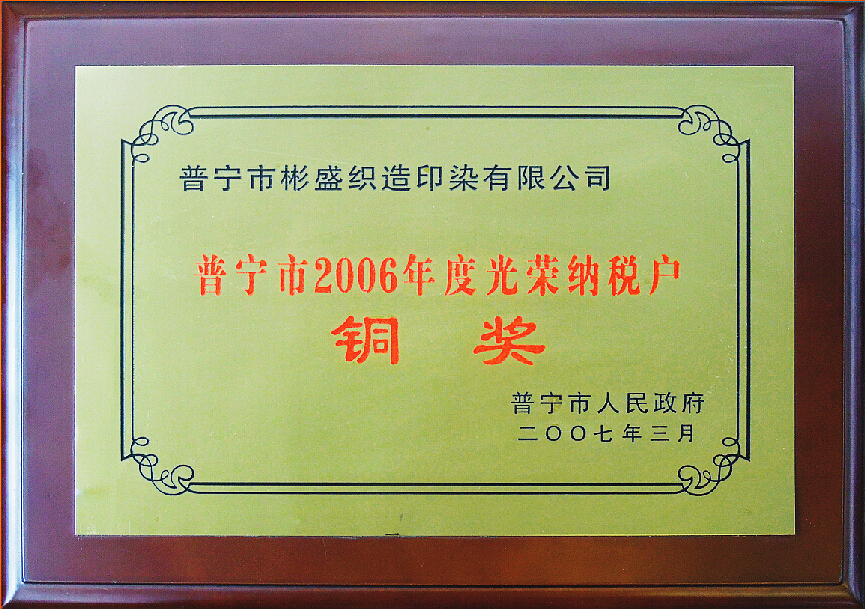 普宁市彬盛织造印染有限公司
普宁市2006年度光荣纳税户
铜 奖
普宁市人民政府
二〇〇七年三月